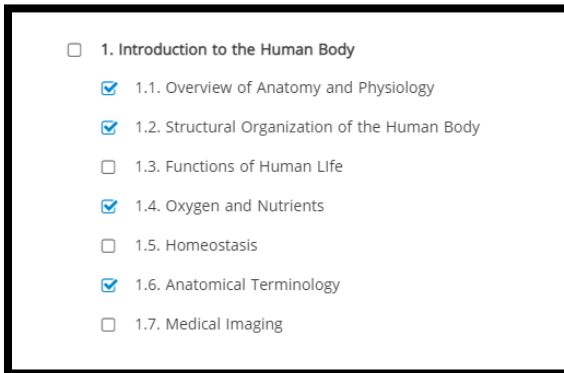 1. Introduction to the Human Body
1.1. Overview of Anatomy and Physiology
1.2. Structural Organization of the Human Body
1.3. Functions of Human LIfe
1.4. Oxygen and Nutrients
1.5. Homeostasis
1.6. Anatomical Terminology
1.7. Medical Imaging